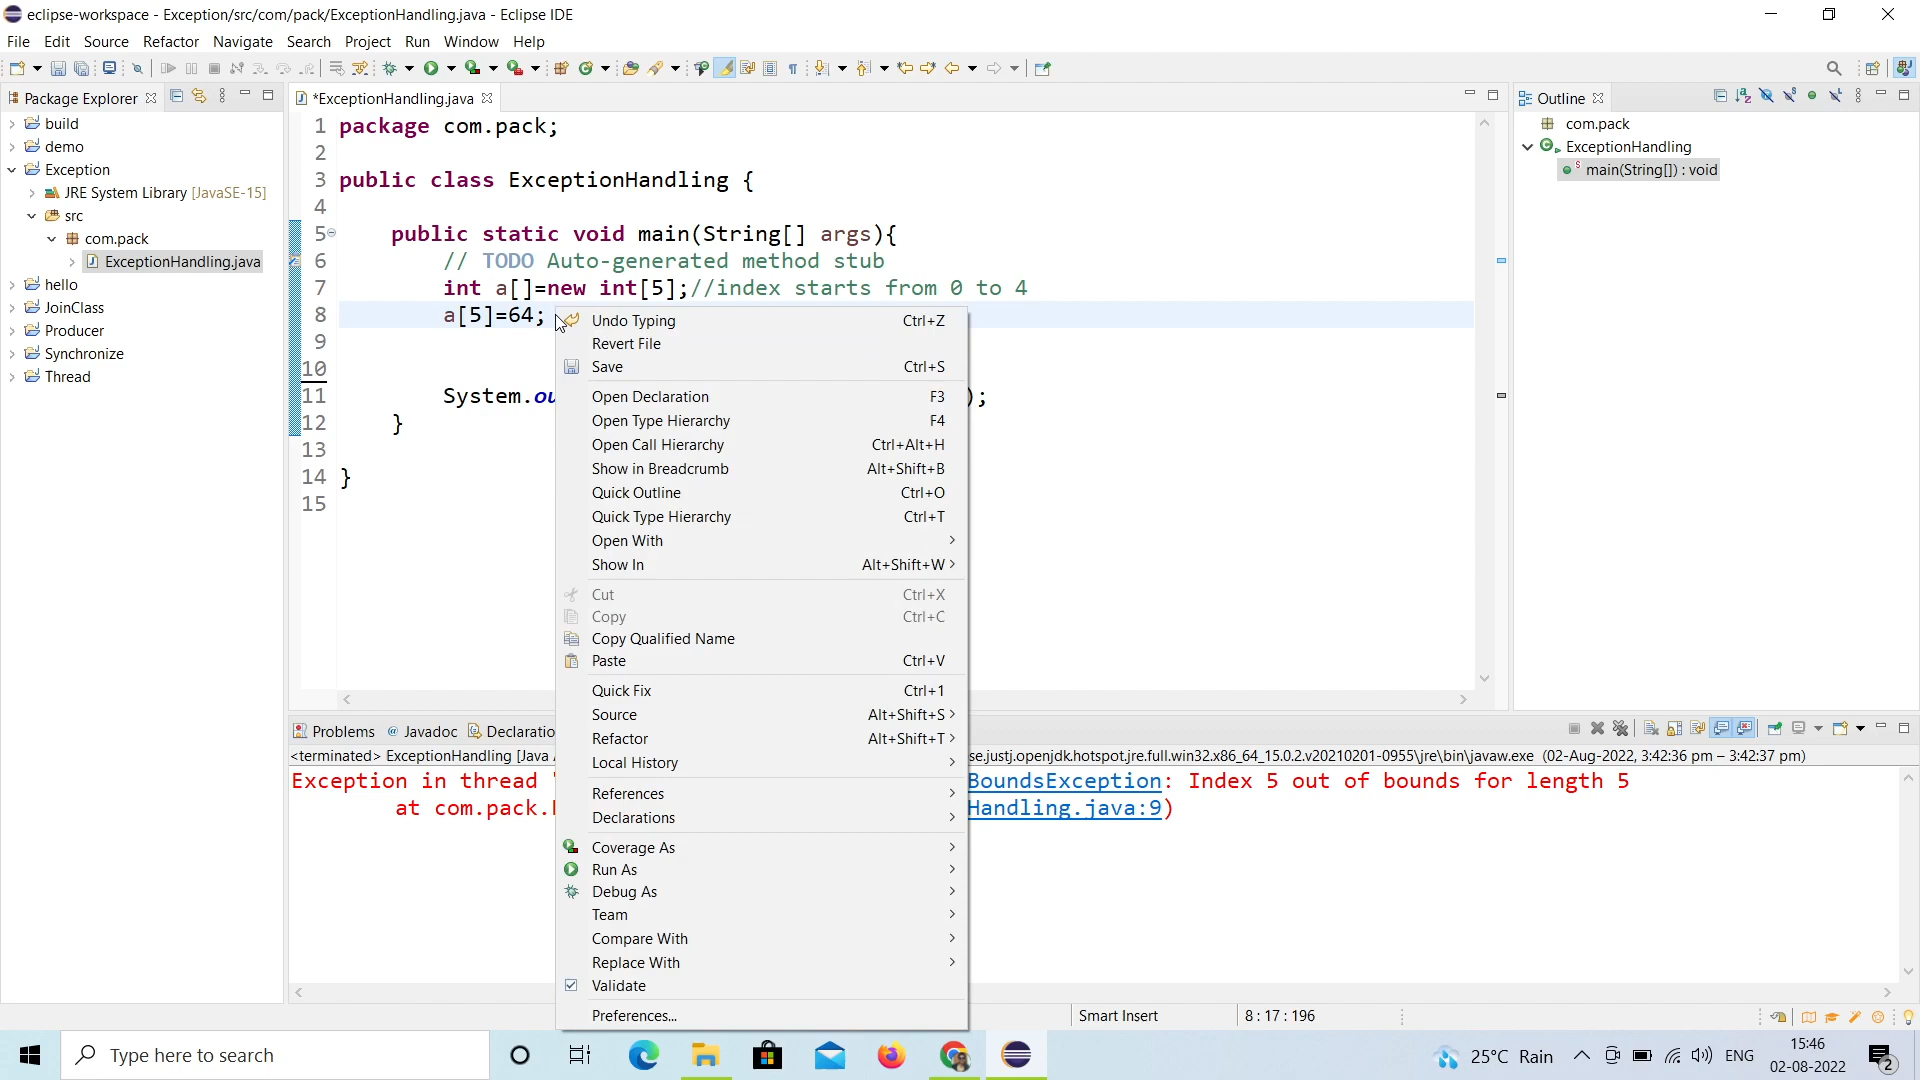 eclipse-workspace - Exception/src/com/pack/ExceptionHandling.java - Eclipse IDE
File Edit Source Refactor Navigate Search Project Run Window Help
Package Explorer
build
demo
Exception
JRE System Library [JavaSE-15]
src
com.pack
ExceptionHandling.java
hello
JoinClass
Producer
Synchronize
Thread
*ExceptionHandling.java
1 package com.pack;
2
3 public class ExceptionHandling {
4
5 public static void main(String[] args){
6 // TODO Auto-generated method stub
7 int a[]=new int[5];//index starts from 0 to 4
8 a[5]=64;
9
10
11 System.ou );
12 }
13
14 }
15
Undo Typing Ctrl+Z
Revert File
Save Ctrl+S
Open Declaration F3
Open Type Hierarchy F4
Open Call Hierarchy Ctrl+Alt+H
Show in Breadcrumb Alt+Shift+B
Quick Outline Ctrl+O
Quick Type Hierarchy Ctrl+T
Open With
Show In Alt+Shift+W
Cut Ctrl+X
Copy Ctrl+C
Copy Qualified Name
Paste Ctrl+V
Quick Fix Ctrl+1
Source Alt+Shift+S
Refactor Alt+Shift+T
Local History
References
Declarations
Coverage As
Run As
Debug As
Team
Compare With
Replace With
Validate
Preferences...
Outline
com.pack
ExceptionHandling
main(String[]) : void
Problems @ Javadoc Declaratio
<terminated> ExceptionHandling [Java se.justj.openjdk.hotspot.jre.full.win32.x86_64_15.0.2.v20210201-0955\jre\bin\javaw.exe (02-Aug-2022, 3:42:36 pm – 3:42:37 pm)
Exception in thread " BoundsException: Index 5 out of bounds for length 5
at com.pack. Handling.java:9)
Smart Insert 8 : 17 : 196
Type here to search
25°C Rain ENG
15:46
02-08-2022
2